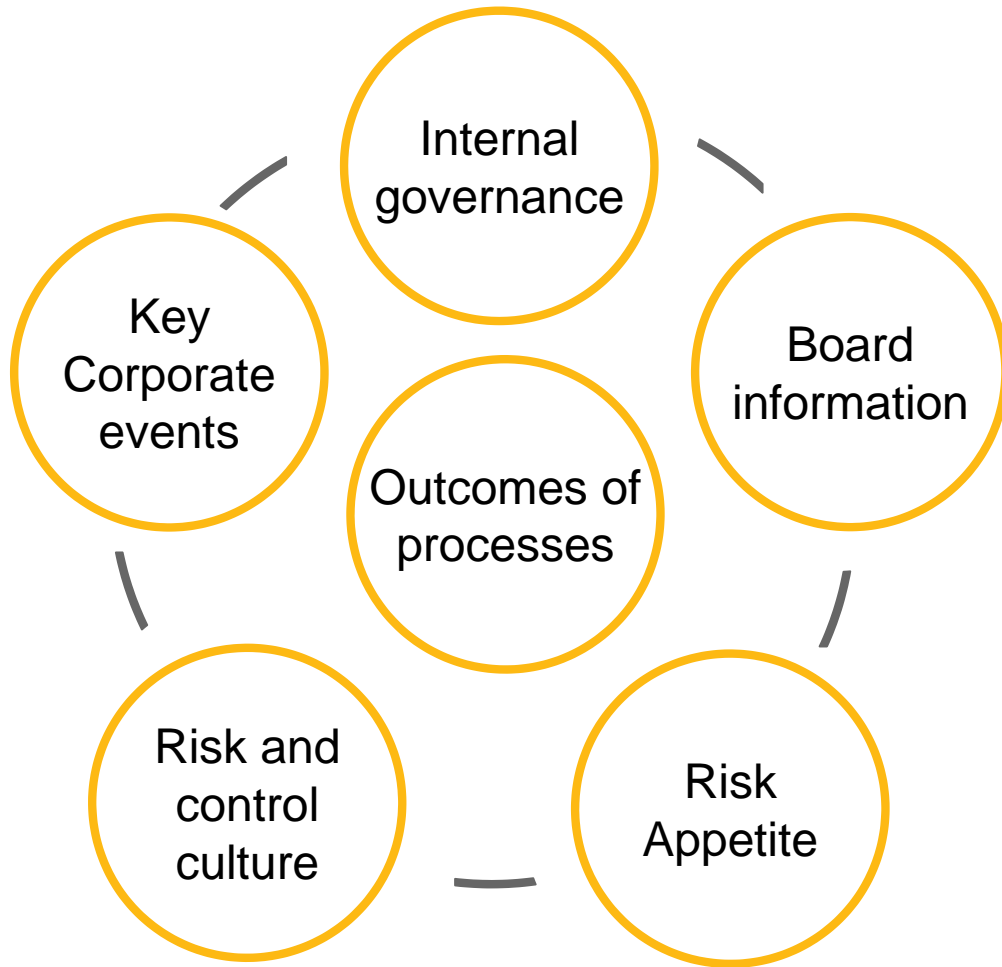 Internal
governance
Key
Corporate
events
Board
information
Outcomes of
processes
Risk and
control
culture
Risk
Appetite